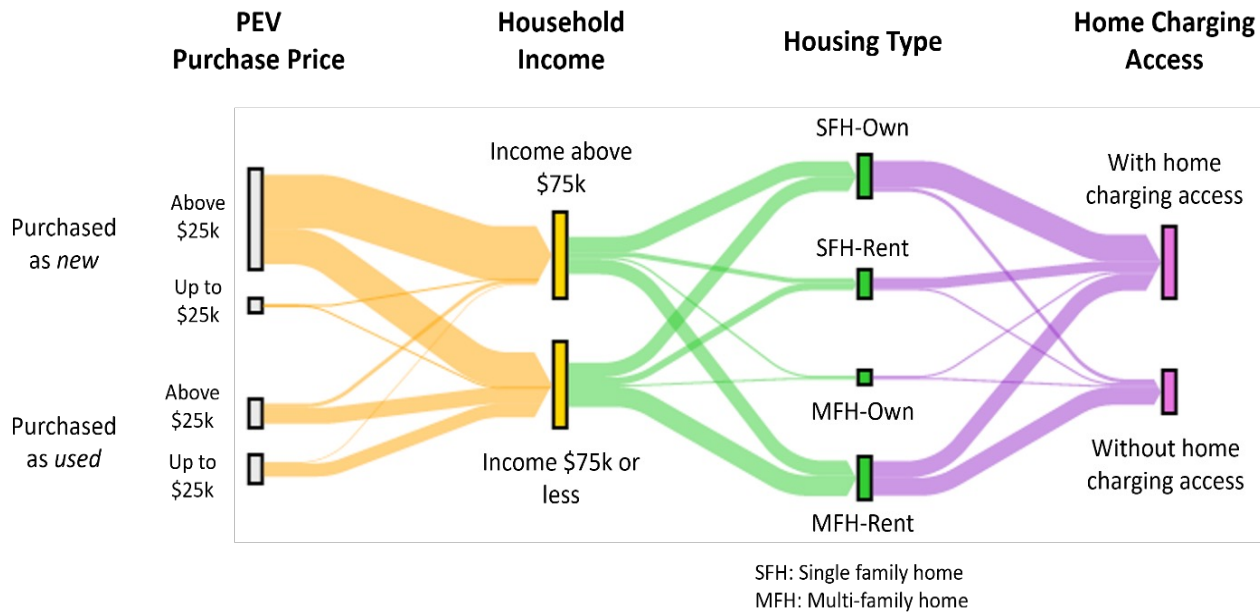 PEV
Purchase Price
Household
Income
Housing Type
Home Charging
Access
Purchased
as new
Above
$25k
Up to
$25k
Purchased
as used
Above
$25k
Up to
$25k
Income above
$75k
Income $75k or
less
SFH-Own
SFH-Rent
MFH-Own
MFH-Rent
With home
charging access
Without home
charging access
SFH: Single family home
MFH: Multi-family home